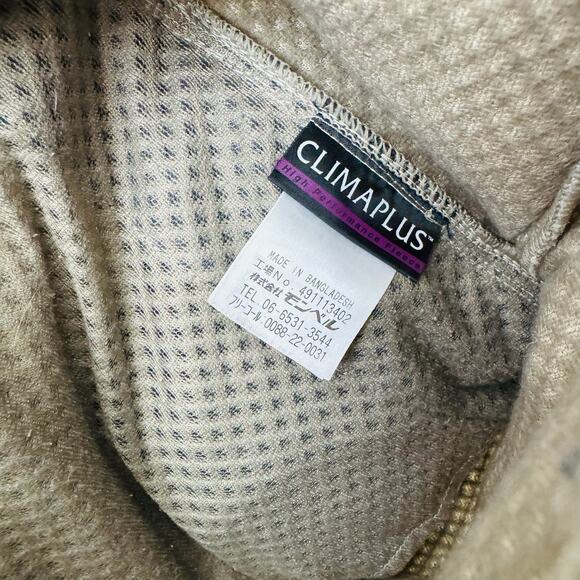 CLIMAPLUS™
High Performance Fleece
MADE IN BANGLADESH
工場No 491113402
株式会社 モンベル
TEL. 06-6531-3544
フリーコール 0088-22-0031